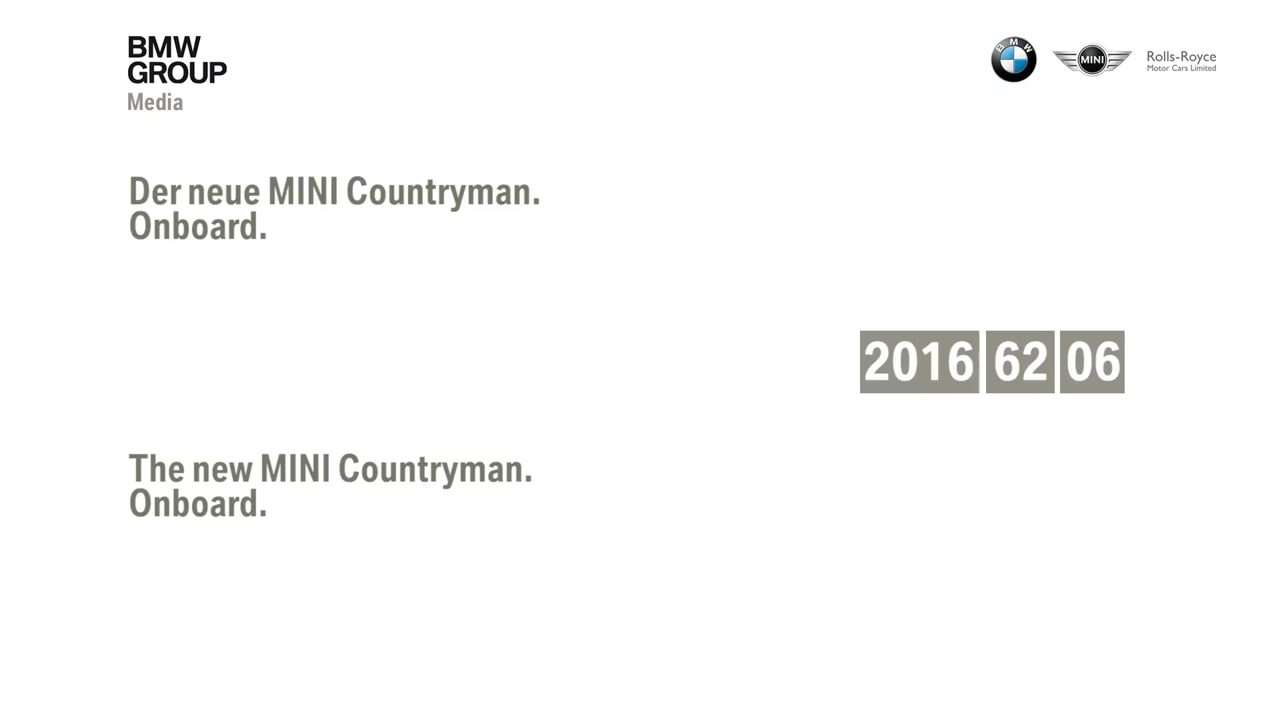 BMW
GROUP
Media
BMW
MINI
Rolls-Royce
Motor Cars Limited
Der neue MINI Countryman.
Onboard.
2016 62 06
The new MINI Countryman.
Onboard.